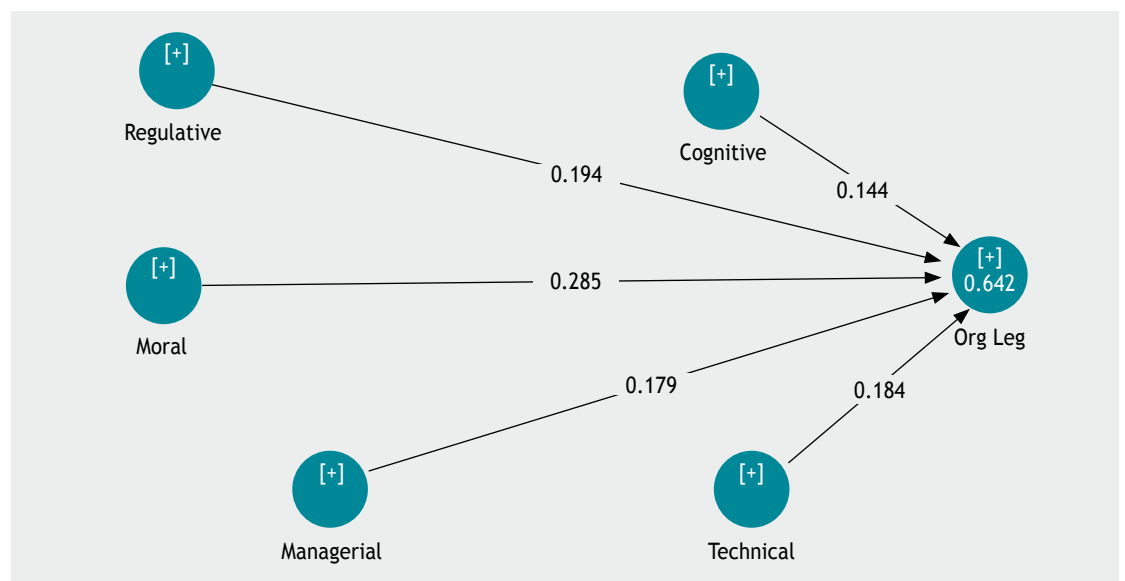 [+]
Regulative
[+]
Cognitive
0.194
0.144
[+]
Moral
0.285
[+]
0.642
Org Leg
0.179
0.184
[+]
Managerial
[+]
Technical